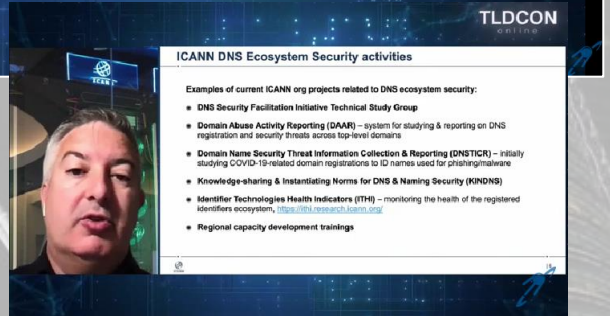 TLDCON
online
ICANN
ICANN DNS Ecosystem Security activities
Examples of current ICANN org projects related to DNS ecosystem security:
DNS Security Facilitation Initiative Technical Study Group
Domain Abuse Activity Reporting (DAAR) – system for studying & reporting on DNS
registration and security threats across top-level domains
Domain Name Security Threat Information Collection & Reporting (DNSTICR) – initially
studying COVID-19-related domain registrations to ID names used for phishing/malware
Knowledge-sharing & Instantiating Norms for DNS & Naming Security (KINDNS)
Identifier Technologies Health Indicators (ITHI) – monitoring the health of the registered
identifiers ecosystem, https://ithi.research.icann.org/
Regional capacity development trainings